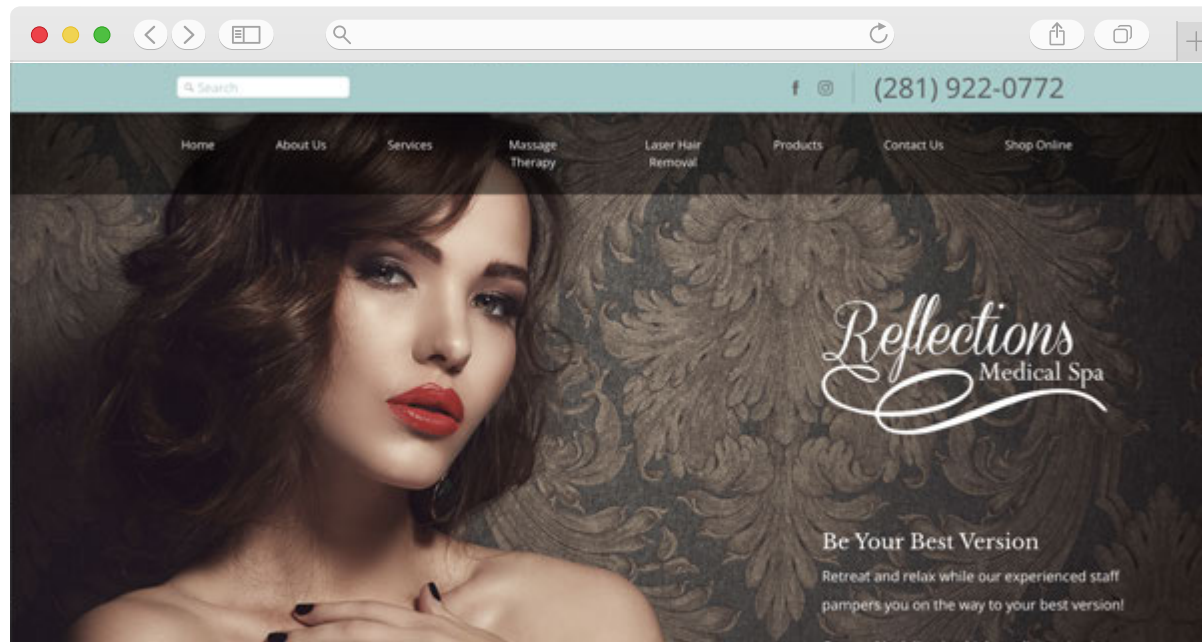 Search
f
(281) 922-0772
Home
About Us
Services
Massage
Therapy
Laser Hair
Removal
Products
Contact Us
Shop Online
Reflections
Medical Spa
Be Your Best Version
Retreat and relax while our experienced staff
pampers you on the way to your best version!